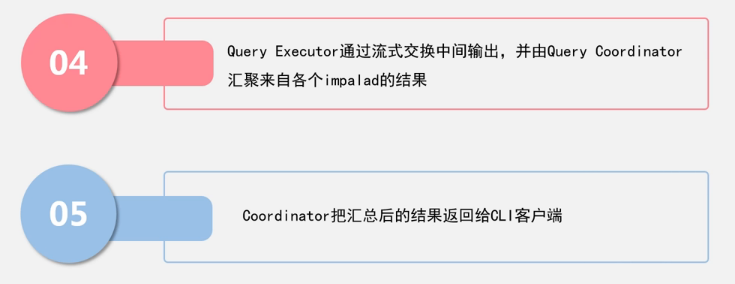 04
Query Executor通过流式交换中间输出，并由Query Coordinator
汇聚来自各个impalad的结果
05
Coordinator把汇总后的结果返回给CLI客户端